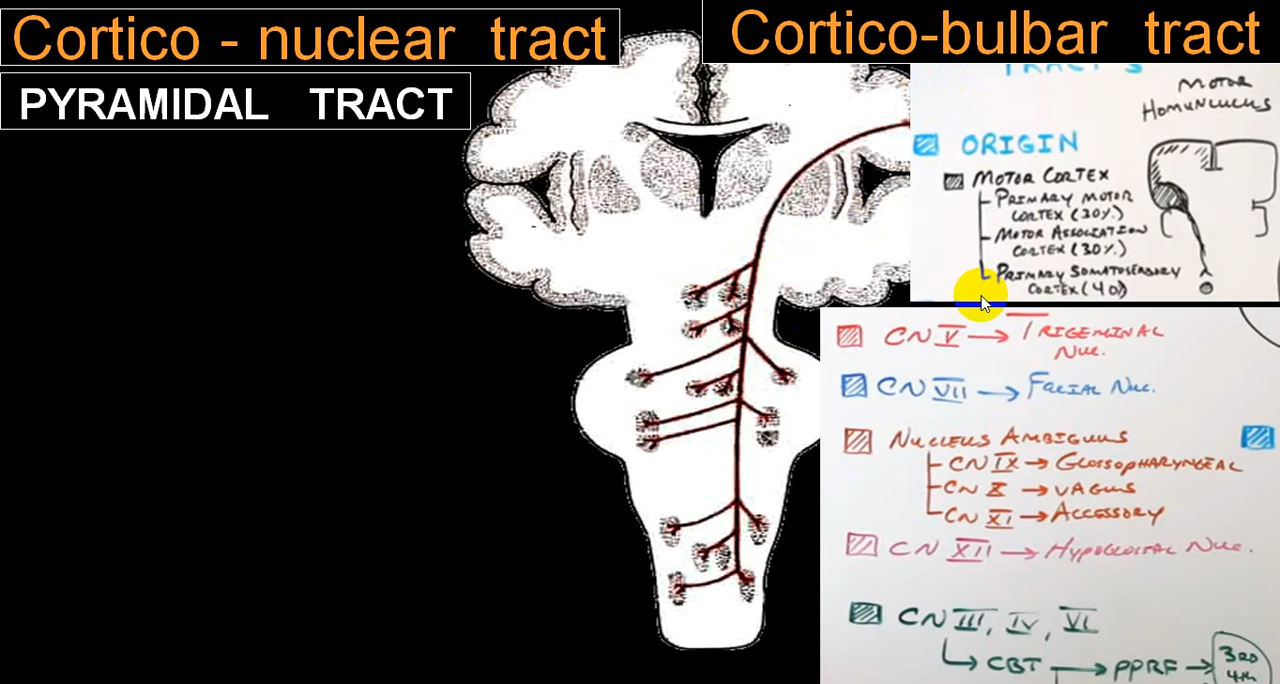 Cortico - nuclear tract
Cortico-bulbar tract
PYRAMIDAL TRACT
TRACTS
MOTOR
HOMUNCULUS
ORIGIN
MOTOR CORTEX
PRIMARY MOTOR
CORTEX (30%)
MOTOR ASSOCIATION
CORTEX (30%)
PRIMARY SOMATOSENSORY
CORTEX (40)
CN V → TRIGEMINAL
NUC.
CN VII → FACIAL NUC.
NUCLEUS AMBIGUUS
CN IX → GLOSSOPHARYNGEAL
CN X → VAGUS
CN XI → ACCESSORY
CN XII → HYPOGLOSSAL NUC.
CN III, IV, VI
CBT → PPRF → 3RD
4th